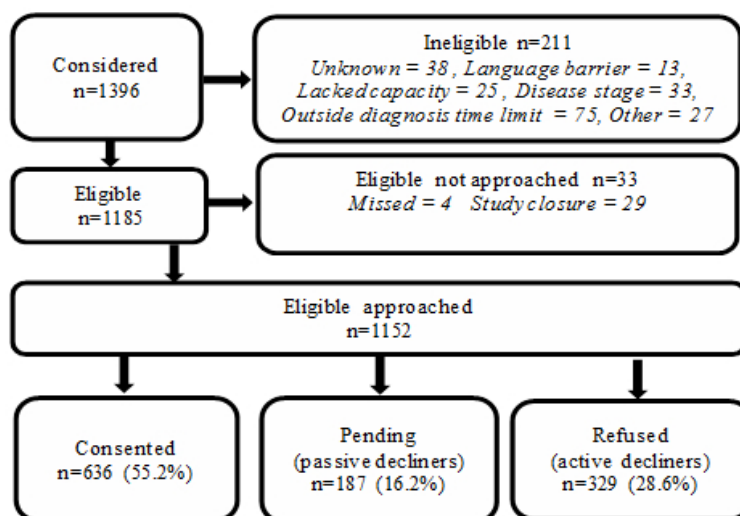 Considered
n=1396
Ineligible n=211
Unknown = 38 , Language barrier = 13,
Lacked capacity = 25, Disease stage = 33,
Outside diagnosis time limit = 75, Other = 27
Eligible
n=1185
Eligible not approached n=33
Missed = 4 Study closure = 29
Eligible approached
n=1152
Consented
n=636 (55.2%)
Pending
(passive decliners)
n=187 (16.2%)
Refused
(active decliners)
n=329 (28.6%)